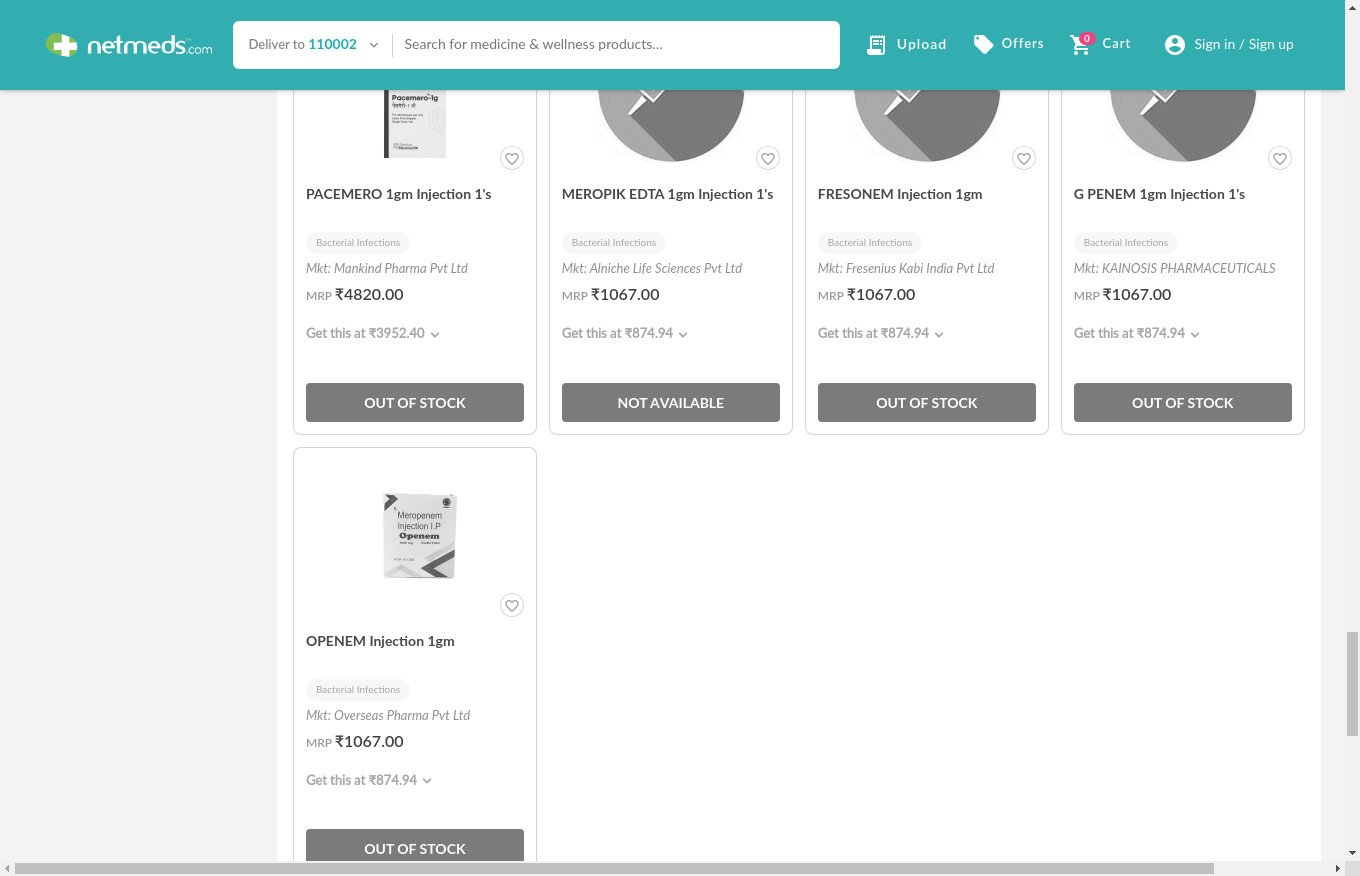 netmeds.com
Deliver to 110002
Search for medicine & wellness products...
Upload
Offers
0
Cart
Sign in / Sign up
Pacemero-1g
PACEMERO 1gm Injection 1's
Bacterial Infections
Mkt: Mankind Pharma Pvt Ltd
MRP ₹4820.00
Get this at ₹3952.40
OUT OF STOCK
MEROPIK EDTA 1gm Injection 1's
Bacterial Infections
Mkt: Alniche Life Sciences Pvt Ltd
MRP ₹1067.00
Get this at ₹874.94
NOT AVAILABLE
FRESONEM Injection 1gm
Bacterial Infections
Mkt: Fresenius Kabi India Pvt Ltd
MRP ₹1067.00
Get this at ₹874.94
OUT OF STOCK
G PENEM 1gm Injection 1's
Bacterial Infections
Mkt: KAINOSIS PHARMACEUTICALS
MRP ₹1067.00
Get this at ₹874.94
OUT OF STOCK
Meropenem
Injection I.P
Openem
OPENEM Injection 1gm
Bacterial Infections
Mkt: Overseas Pharma Pvt Ltd
MRP ₹1067.00
Get this at ₹874.94
OUT OF STOCK